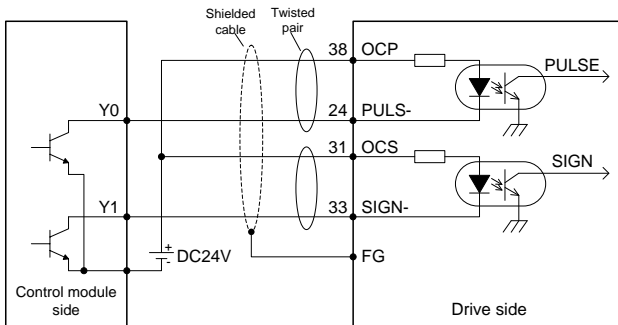 Shielded
cable
Twisted
pair
38 OCP
PULSE
Y0
24 PULS-
31 OCS
SIGN
Y1
33 SIGN-
+
-
DC24V
FG
Control module
side
Drive side